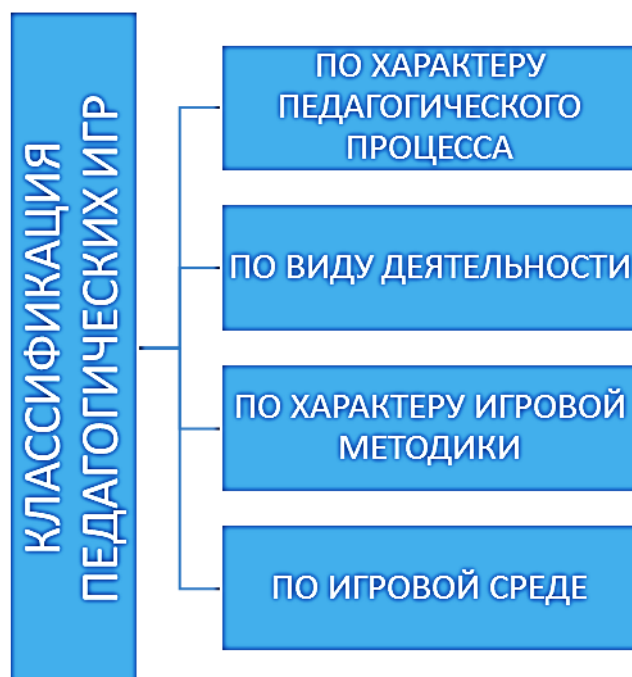 КЛАССИФИКАЦИЯ
ПЕДАГОГИЧЕСКИХ ИГР
ПО ХАРАКТЕРУ
ПЕДАГОГИЧЕСКОГО
ПРОЦЕССА
ПО ВИДУ ДЕЯТЕЛЬНОСТИ
ПО ХАРАКТЕРУ ИГРОВОЙ
МЕТОДИКИ
ПО ИГРОВОЙ СРЕДЕ